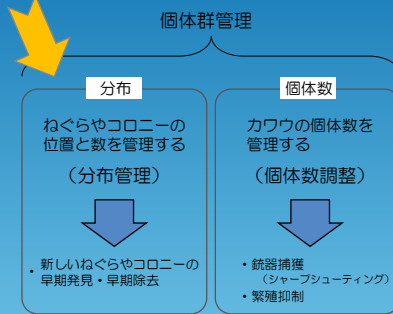 個体群管理
分布
ねぐらやコロニーの
位置と数を管理する
（分布管理）
・新しいねぐらやコロニーの
早期発見・早期除去
個体数
カワウの個体数を
管理する
（個体数調整）
・銃器捕獲
（シャープシューティング）
・繁殖抑制